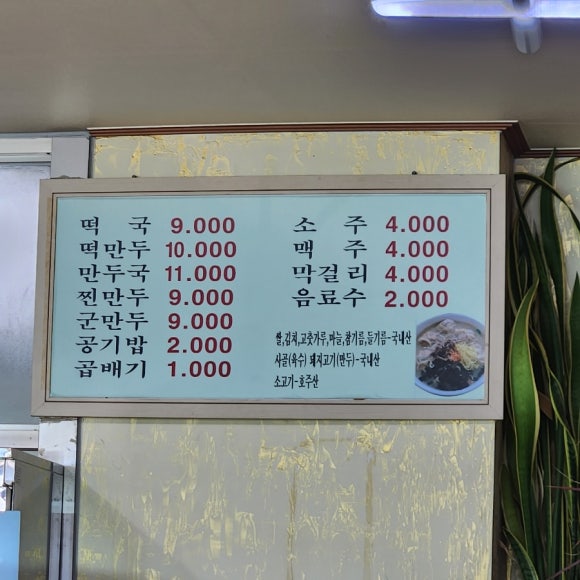 떡 국 9.000
떡만두 10.000
만두국 11.000
찐만두 9.000
군만두 9.000
공기밥 2.000
곱배기 1.000
소 주 4.000
맥 주 4.000
막걸리 4.000
음료수 2.000
쌀,김치,고춧가루,마늘,참기름,들기름-국내산
사골(육수) 돼지고기(만두)-국내산
소고기-호주산